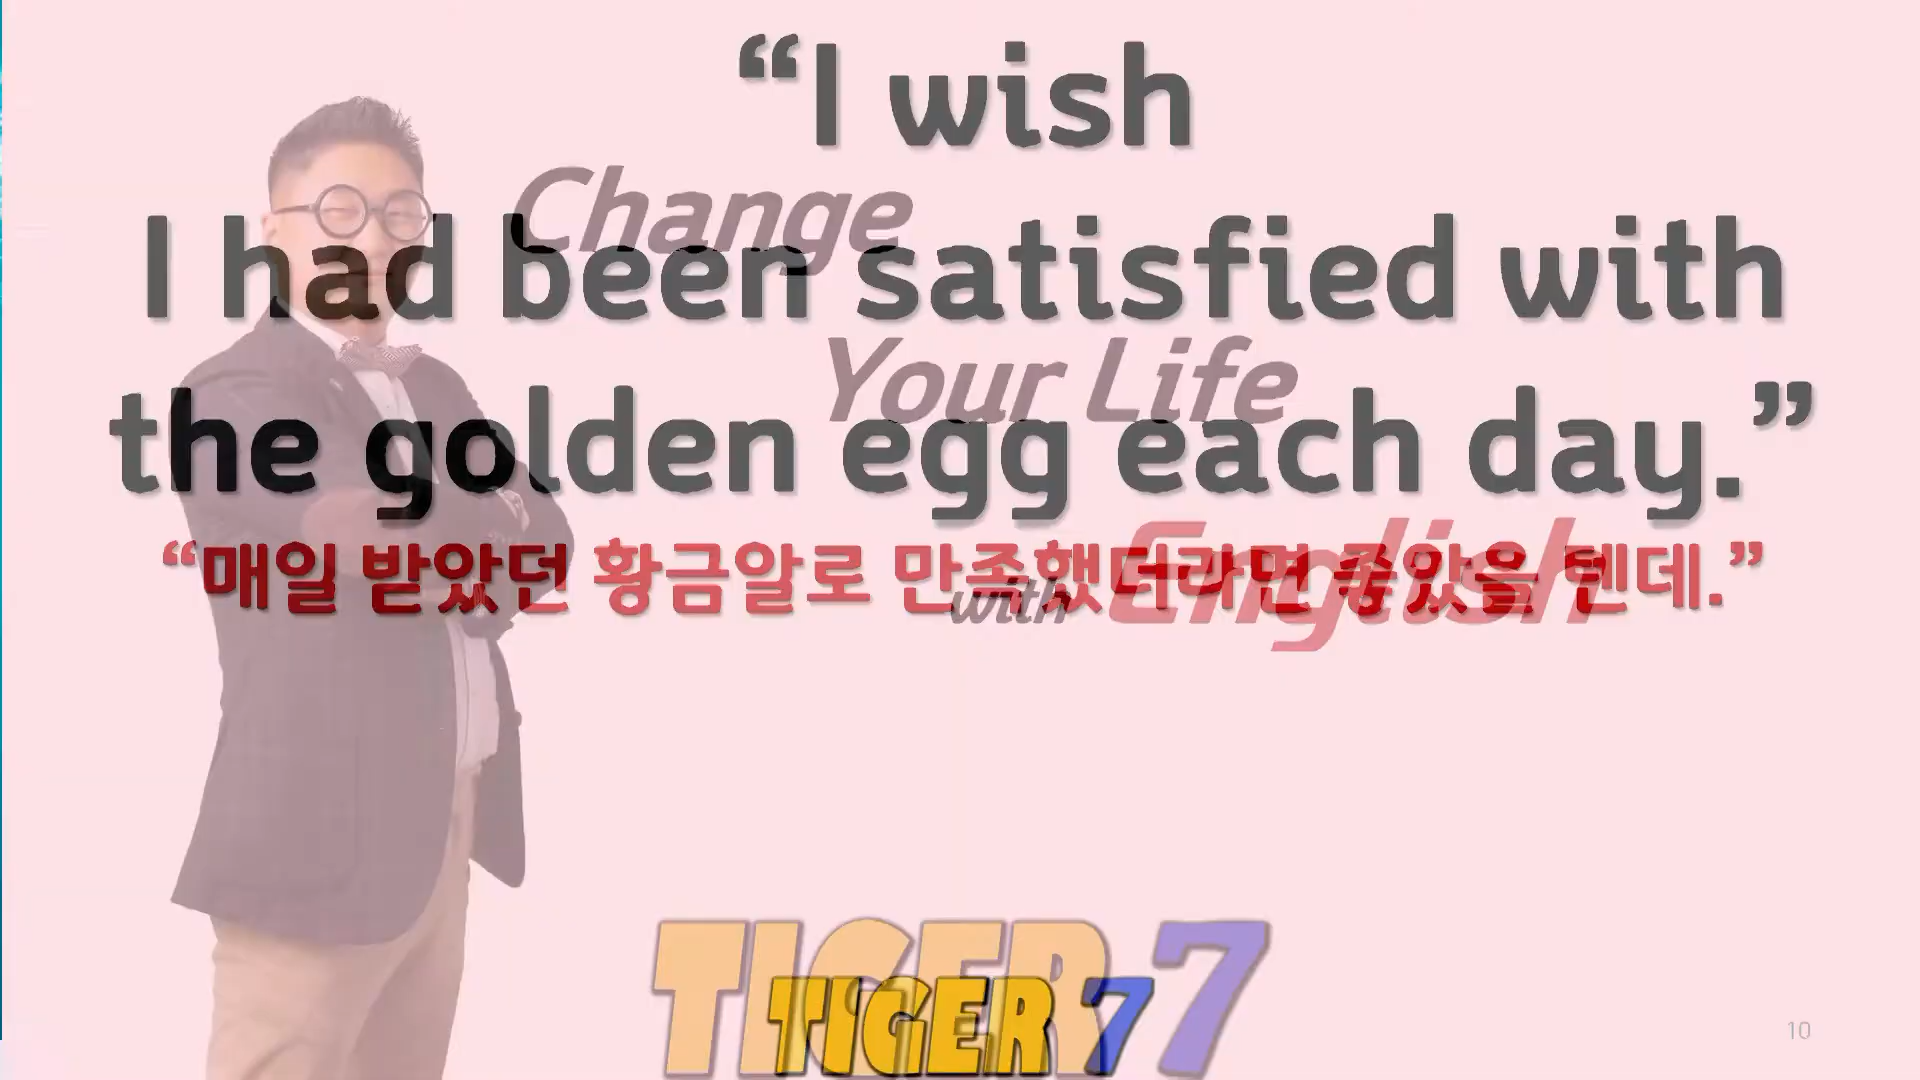 “I wish
Change
I had been satisfied with
Your Life
the golden egg each day.”
with English
“매일 받았던 황금알로 만족했더라면 좋았을 텐데.”
TIGER 7
TIGER 7
10